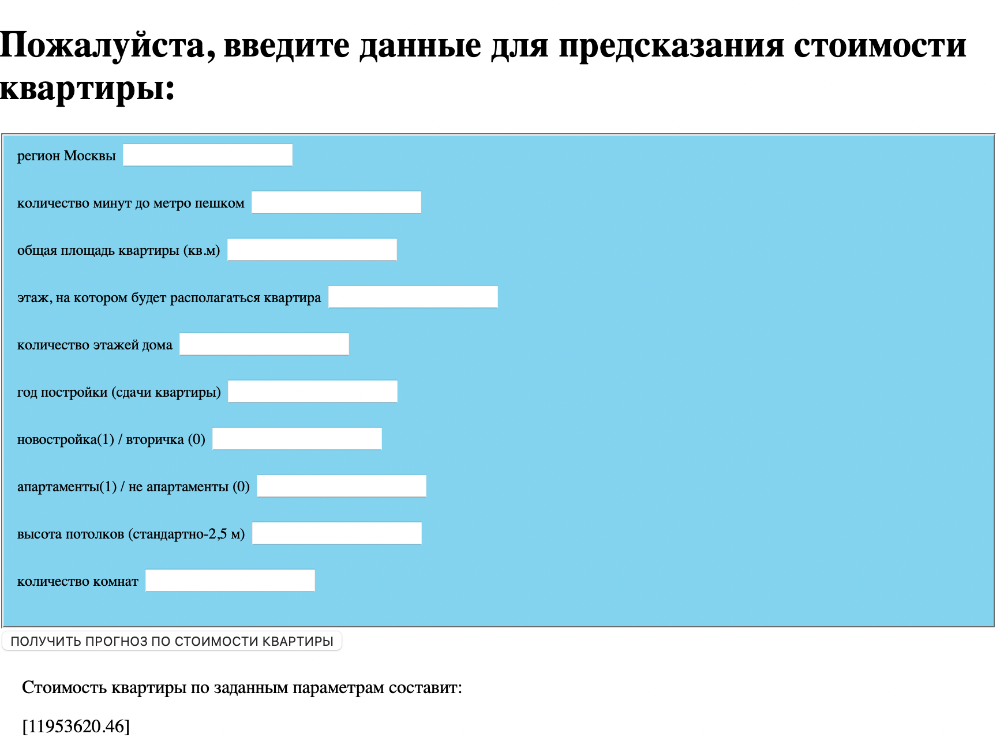 Пожалуйста, введите данные для предсказания стоимости
квартиры:
регион Москвы
количество минут до метро пешком
общая площадь квартиры (кв.м)
этаж, на котором будет располагаться квартира
количество этажей дома
год постройки (сдачи квартиры)
новостройка(1) / вторичка (0)
апартаменты(1) / не апартаменты (0)
высота потолков (стандартно-2,5 м)
количество комнат
ПОЛУЧИТЬ ПРОГНОЗ ПО СТОИМОСТИ КВАРТИРЫ
Стоимость квартиры по заданным параметрам составит:
[11953620.46]